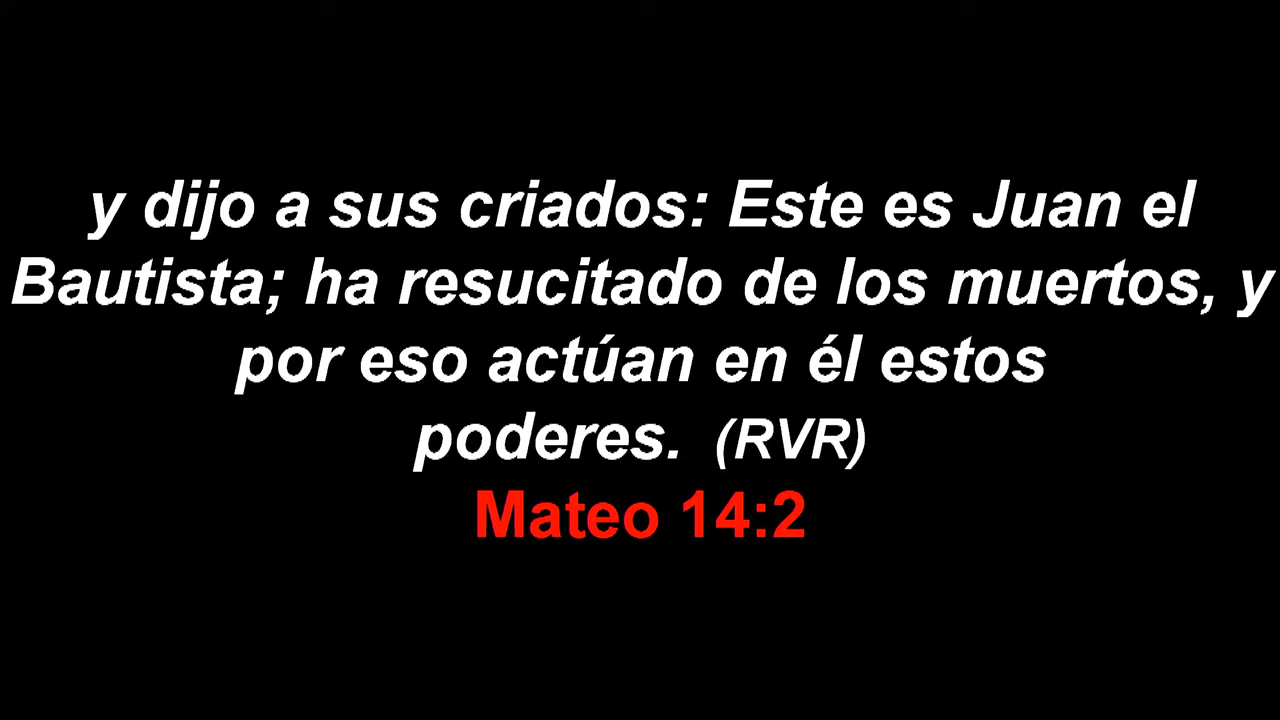 y dijo a sus criados: Este es Juan el
Bautista; ha resucitado de los muertos, y
por eso actúan en él estos
poderes. (RVR)
Mateo 14:2